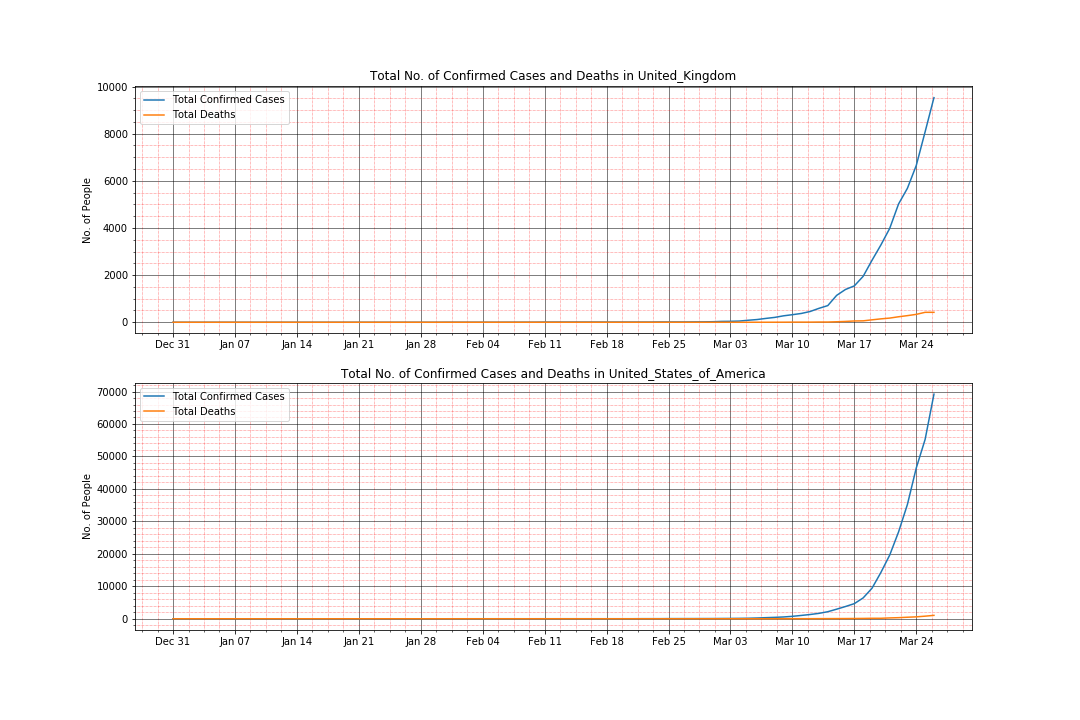 Total No. of Confirmed Cases and Deaths in United_Kingdom
10000
8000
6000
4000
2000
0
No. of People
Total Confirmed Cases
Total Deaths
Dec 31 Jan 07 Jan 14 Jan 21 Jan 28 Feb 04 Feb 11 Feb 18 Feb 25 Mar 03 Mar 10 Mar 17 Mar 24
Total No. of Confirmed Cases and Deaths in United_States_of_America
70000
60000
50000
40000
30000
20000
10000
0
No. of People
Total Confirmed Cases
Total Deaths
Dec 31 Jan 07 Jan 14 Jan 21 Jan 28 Feb 04 Feb 11 Feb 18 Feb 25 Mar 03 Mar 10 Mar 17 Mar 24